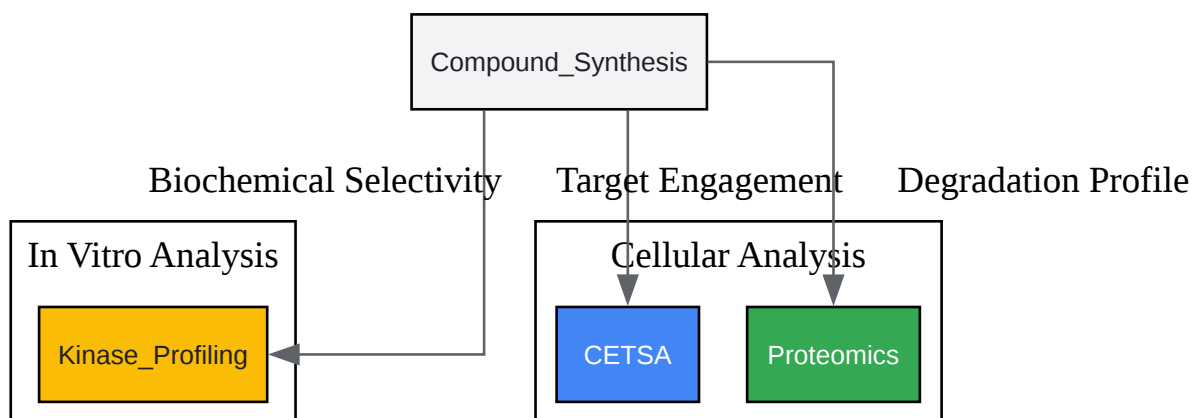 Compound_Synthesis
Biochemical Selectivity
Target Engagement
Degradation Profile
In Vitro Analysis
Cellular Analysis
Kinase_Profiling
CETSA
Proteomics